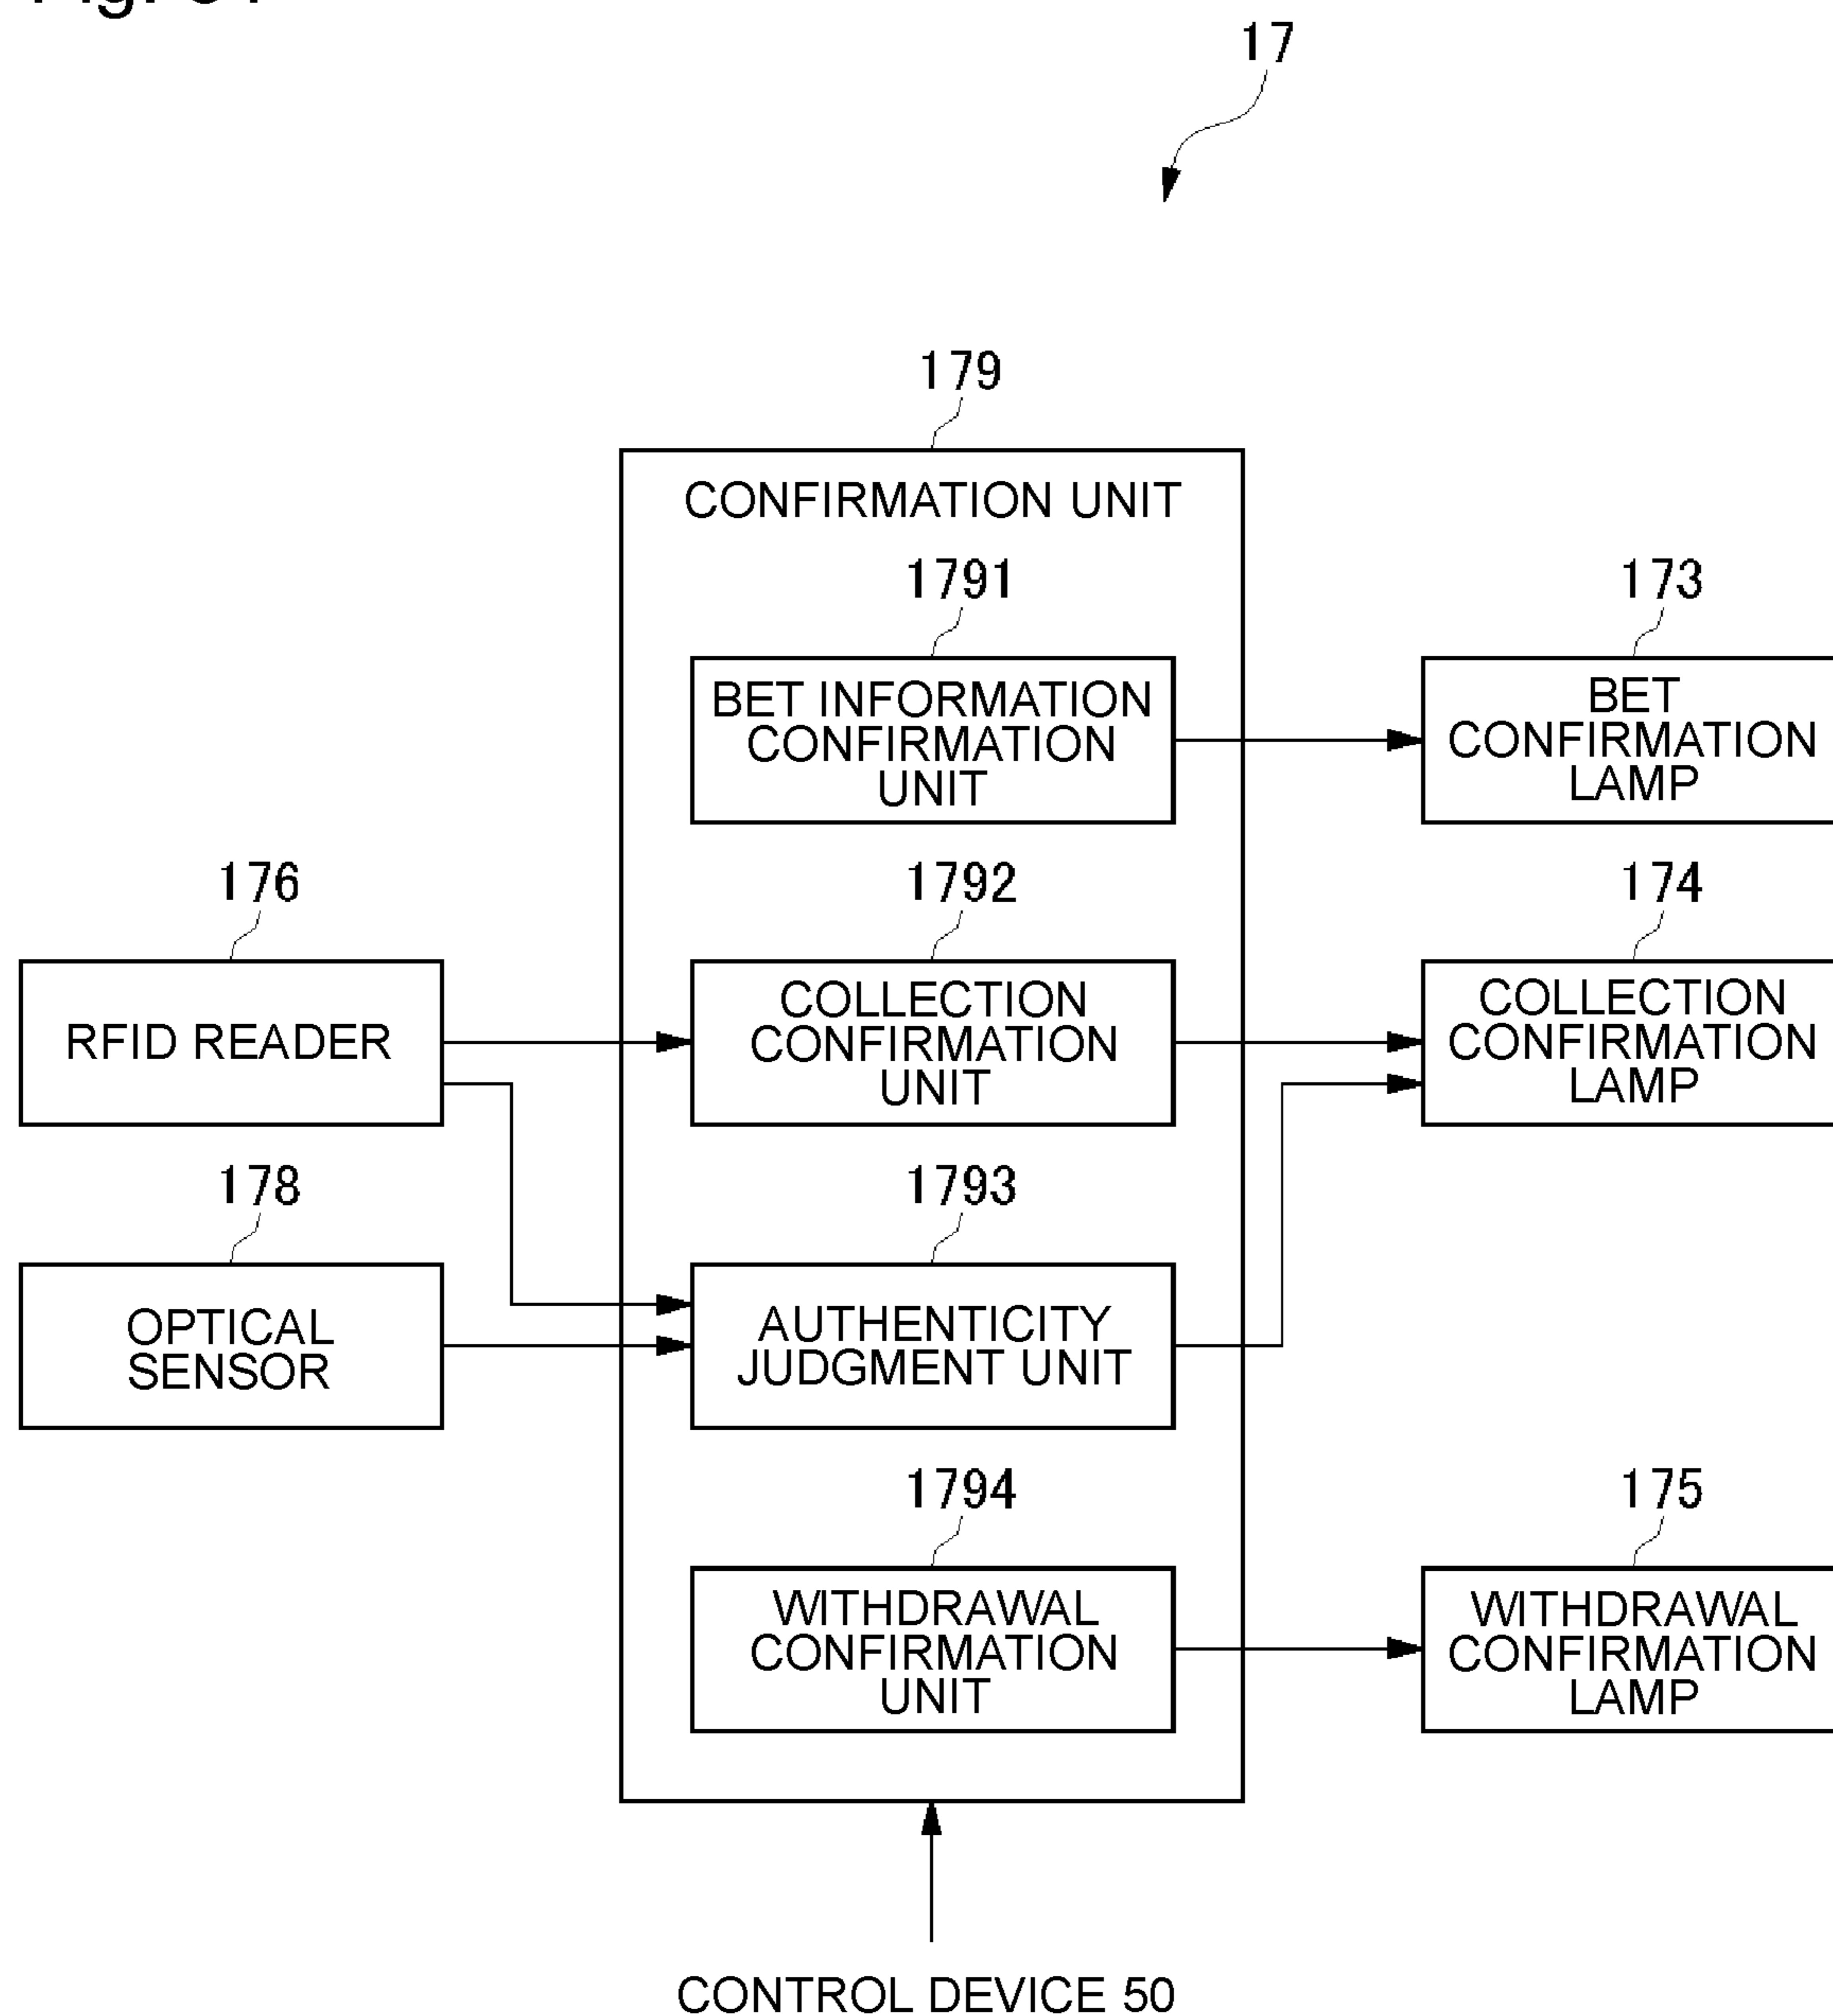 17
179
CONFIRMATION UNIT
1791
173
BET INFORMATION
CONFIRMATION
UNIT
BET
CONFIRMATION
LAMP
176
1792
174
RFID READER
COLLECTION
CONFIRMATION
UNIT
COLLECTION
CONFIRMATION
LAMP
178
1793
OPTICAL
SENSOR
AUTHENTICITY
JUDGMENT UNIT
1794
175
WITHDRAWAL
CONFIRMATION
UNIT
WITHDRAWAL
CONFIRMATION
LAMP
CONTROL DEVICE 50